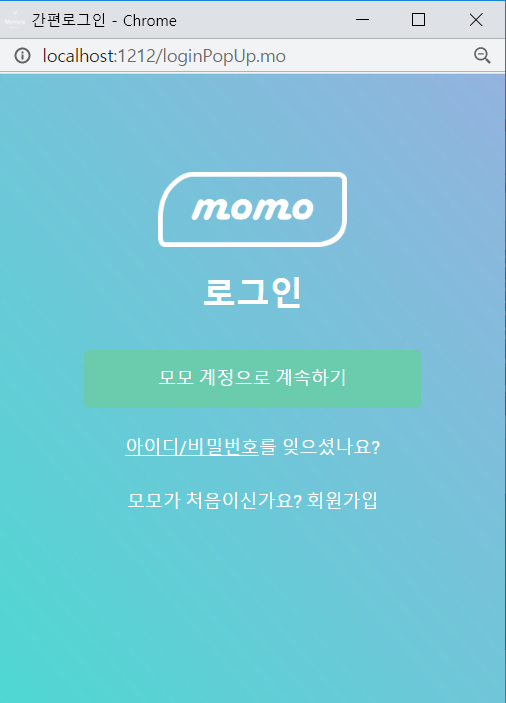 간편로그인 - Chrome
localhost:1212/loginPopUp.mo
momo
로그인
모모 계정으로 계속하기
아이디/비밀번호를 잊으셨나요?
모모가 처음이신가요? 회원가입